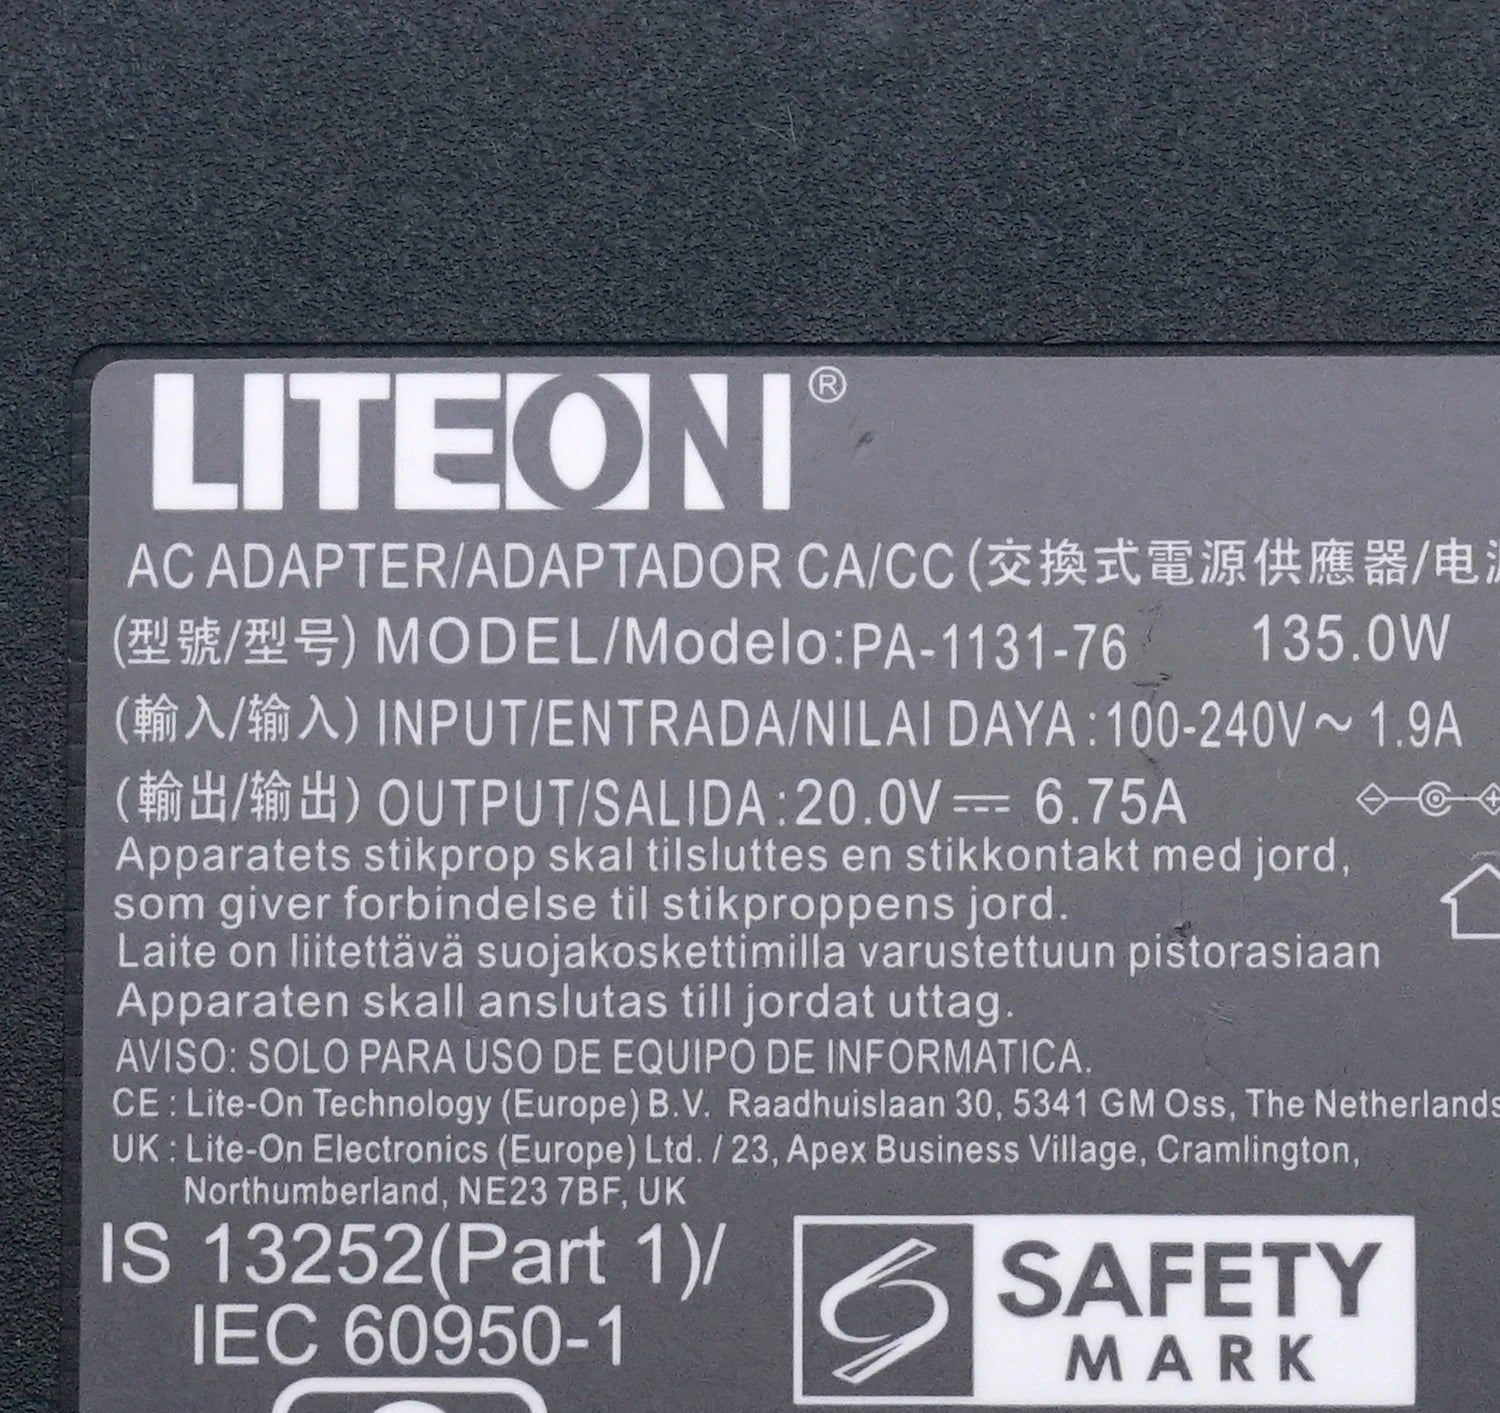 LITEON®
AC ADAPTER/ADAPTADOR CA/CC(交換式電源供應器/电
(型號/型号) MODEL/Modelo:PA-1131-76 135.0W
(輸入/输入) INPUT/ENTRADA/NILAI DAYA :100-240V~ 1.9A
(輸出/输出) OUTPUT/SALIDA :20.0V⎓ 6.75A
Apparatets stikprop skal tilsluttes en stikkontakt med jord,
som giver forbindelse til stikproppens jord.
Laite on liitettävä suojakoskettimilla varustettuun pistorasiaan
Apparaten skall anslutas till jordat uttag.
AVISO: SOLO PARA USO DE EQUIPO DE INFORMATICA.
CE : Lite-On Technology (Europe) B.V. Raadhuislaan 30, 5341 GM Oss, The Netherlands
UK : Lite-On Electronics (Europe) Ltd. / 23, Apex Business Village, Cramlington,
Northumberland, NE23 7BF, UK
IS 13252(Part 1)/
IEC 60950-1
SAFETY
MARK